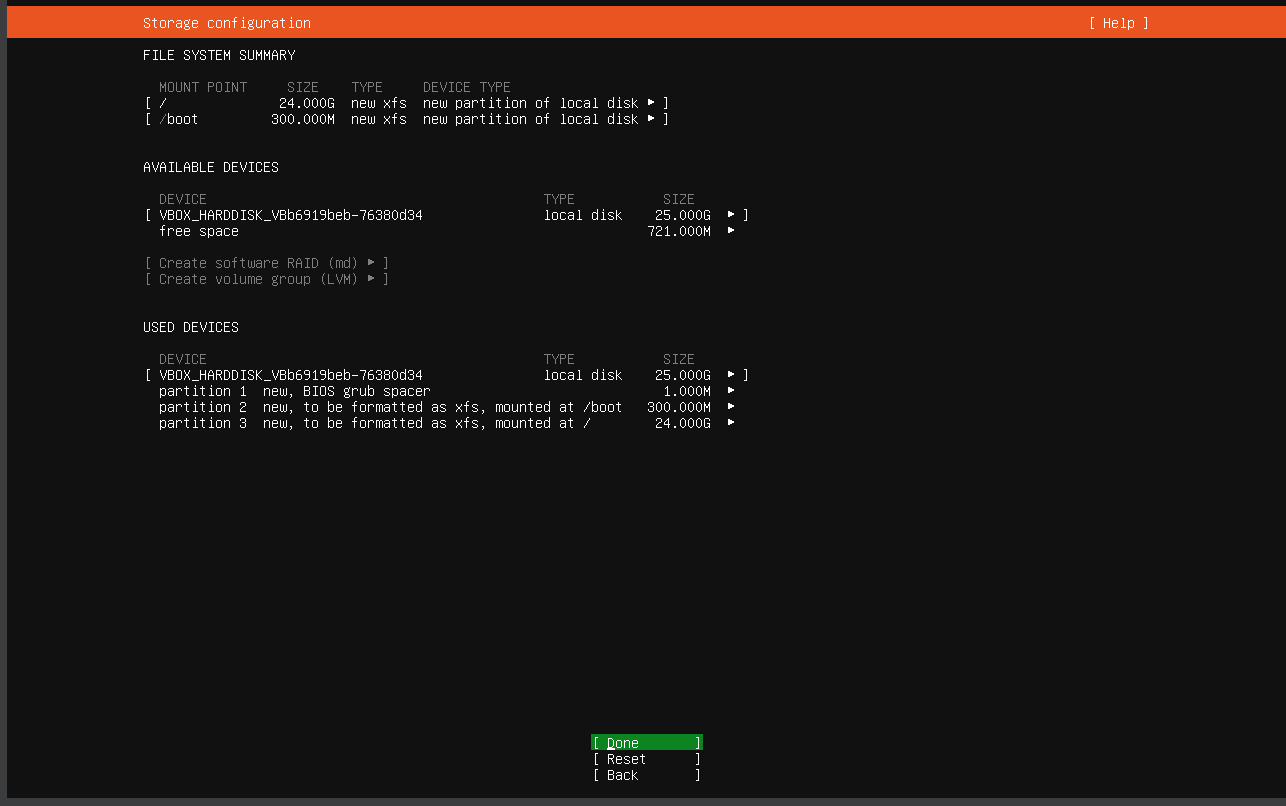 Storage configuration [ Help ]
FILE SYSTEM SUMMARY
MOUNT POINT SIZE TYPE DEVICE TYPE
[ / 24.000G new xfs new partition of local disk ▸ ]
[ /boot 300.000M new xfs new partition of local disk ▸ ]
AVAILABLE DEVICES
DEVICE TYPE SIZE
[ VBOX_HARDDISK_VBb6919beb-76380d34 local disk 25.000G ▸ ]
free space 721.000M ▸
[ Create software RAID (md) ▸ ]
[ Create volume group (LVM) ▸ ]
USED DEVICES
DEVICE TYPE SIZE
[ VBOX_HARDDISK_VBb6919beb-76380d34 local disk 25.000G ▸ ]
partition 1 new, BIOS grub spacer 1.000M ▸
partition 2 new, to be formatted as xfs, mounted at /boot 300.000M ▸
partition 3 new, to be formatted as xfs, mounted at / 24.000G ▸
[ Done ]
[ Reset ]
[ Back ]